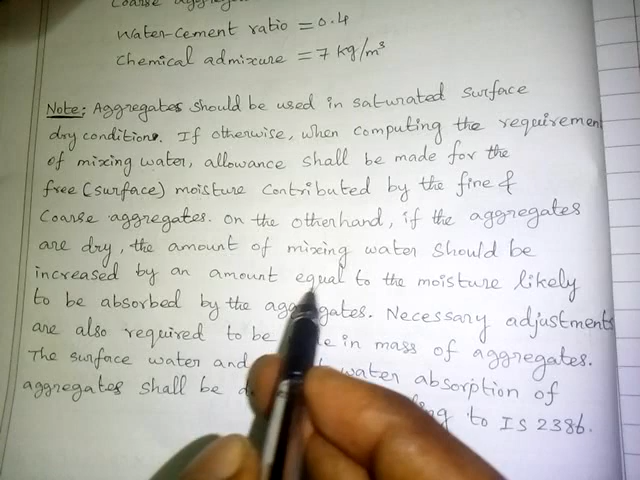 Coarse aggrega
Water-cement ratio = 0.4
Chemical admixure = 7 kg/m³
Note: Aggregates should be used in saturated surface
dry condition. If otherwise, when computing the requiremen
of mixing water, allowance shall be made for the
free (surface) moisture contributed by the fine &
Coarse aggregates. On the otherhand, if the aggregates
are dry, the amount of mixing water should be
increased by an amount equal to the moisture likely
to be absorbed by the aggregates. Necessary adjustments
are also required to be in mass of aggregates.
The surface water and water absorption of
aggregates shall be to IS 2386.